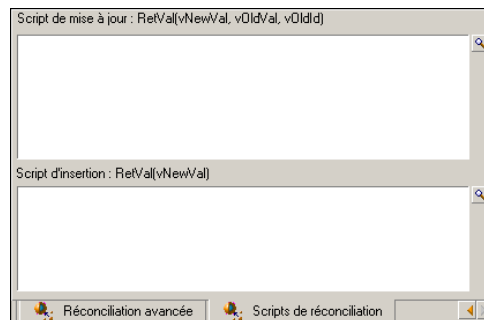 Script de mise à jour : RetVal(vNewVal, vOldVal, vOldId)
Script d'insertion : RetVal(vNewVal)
Réconciliation avancée Scripts de réconciliation